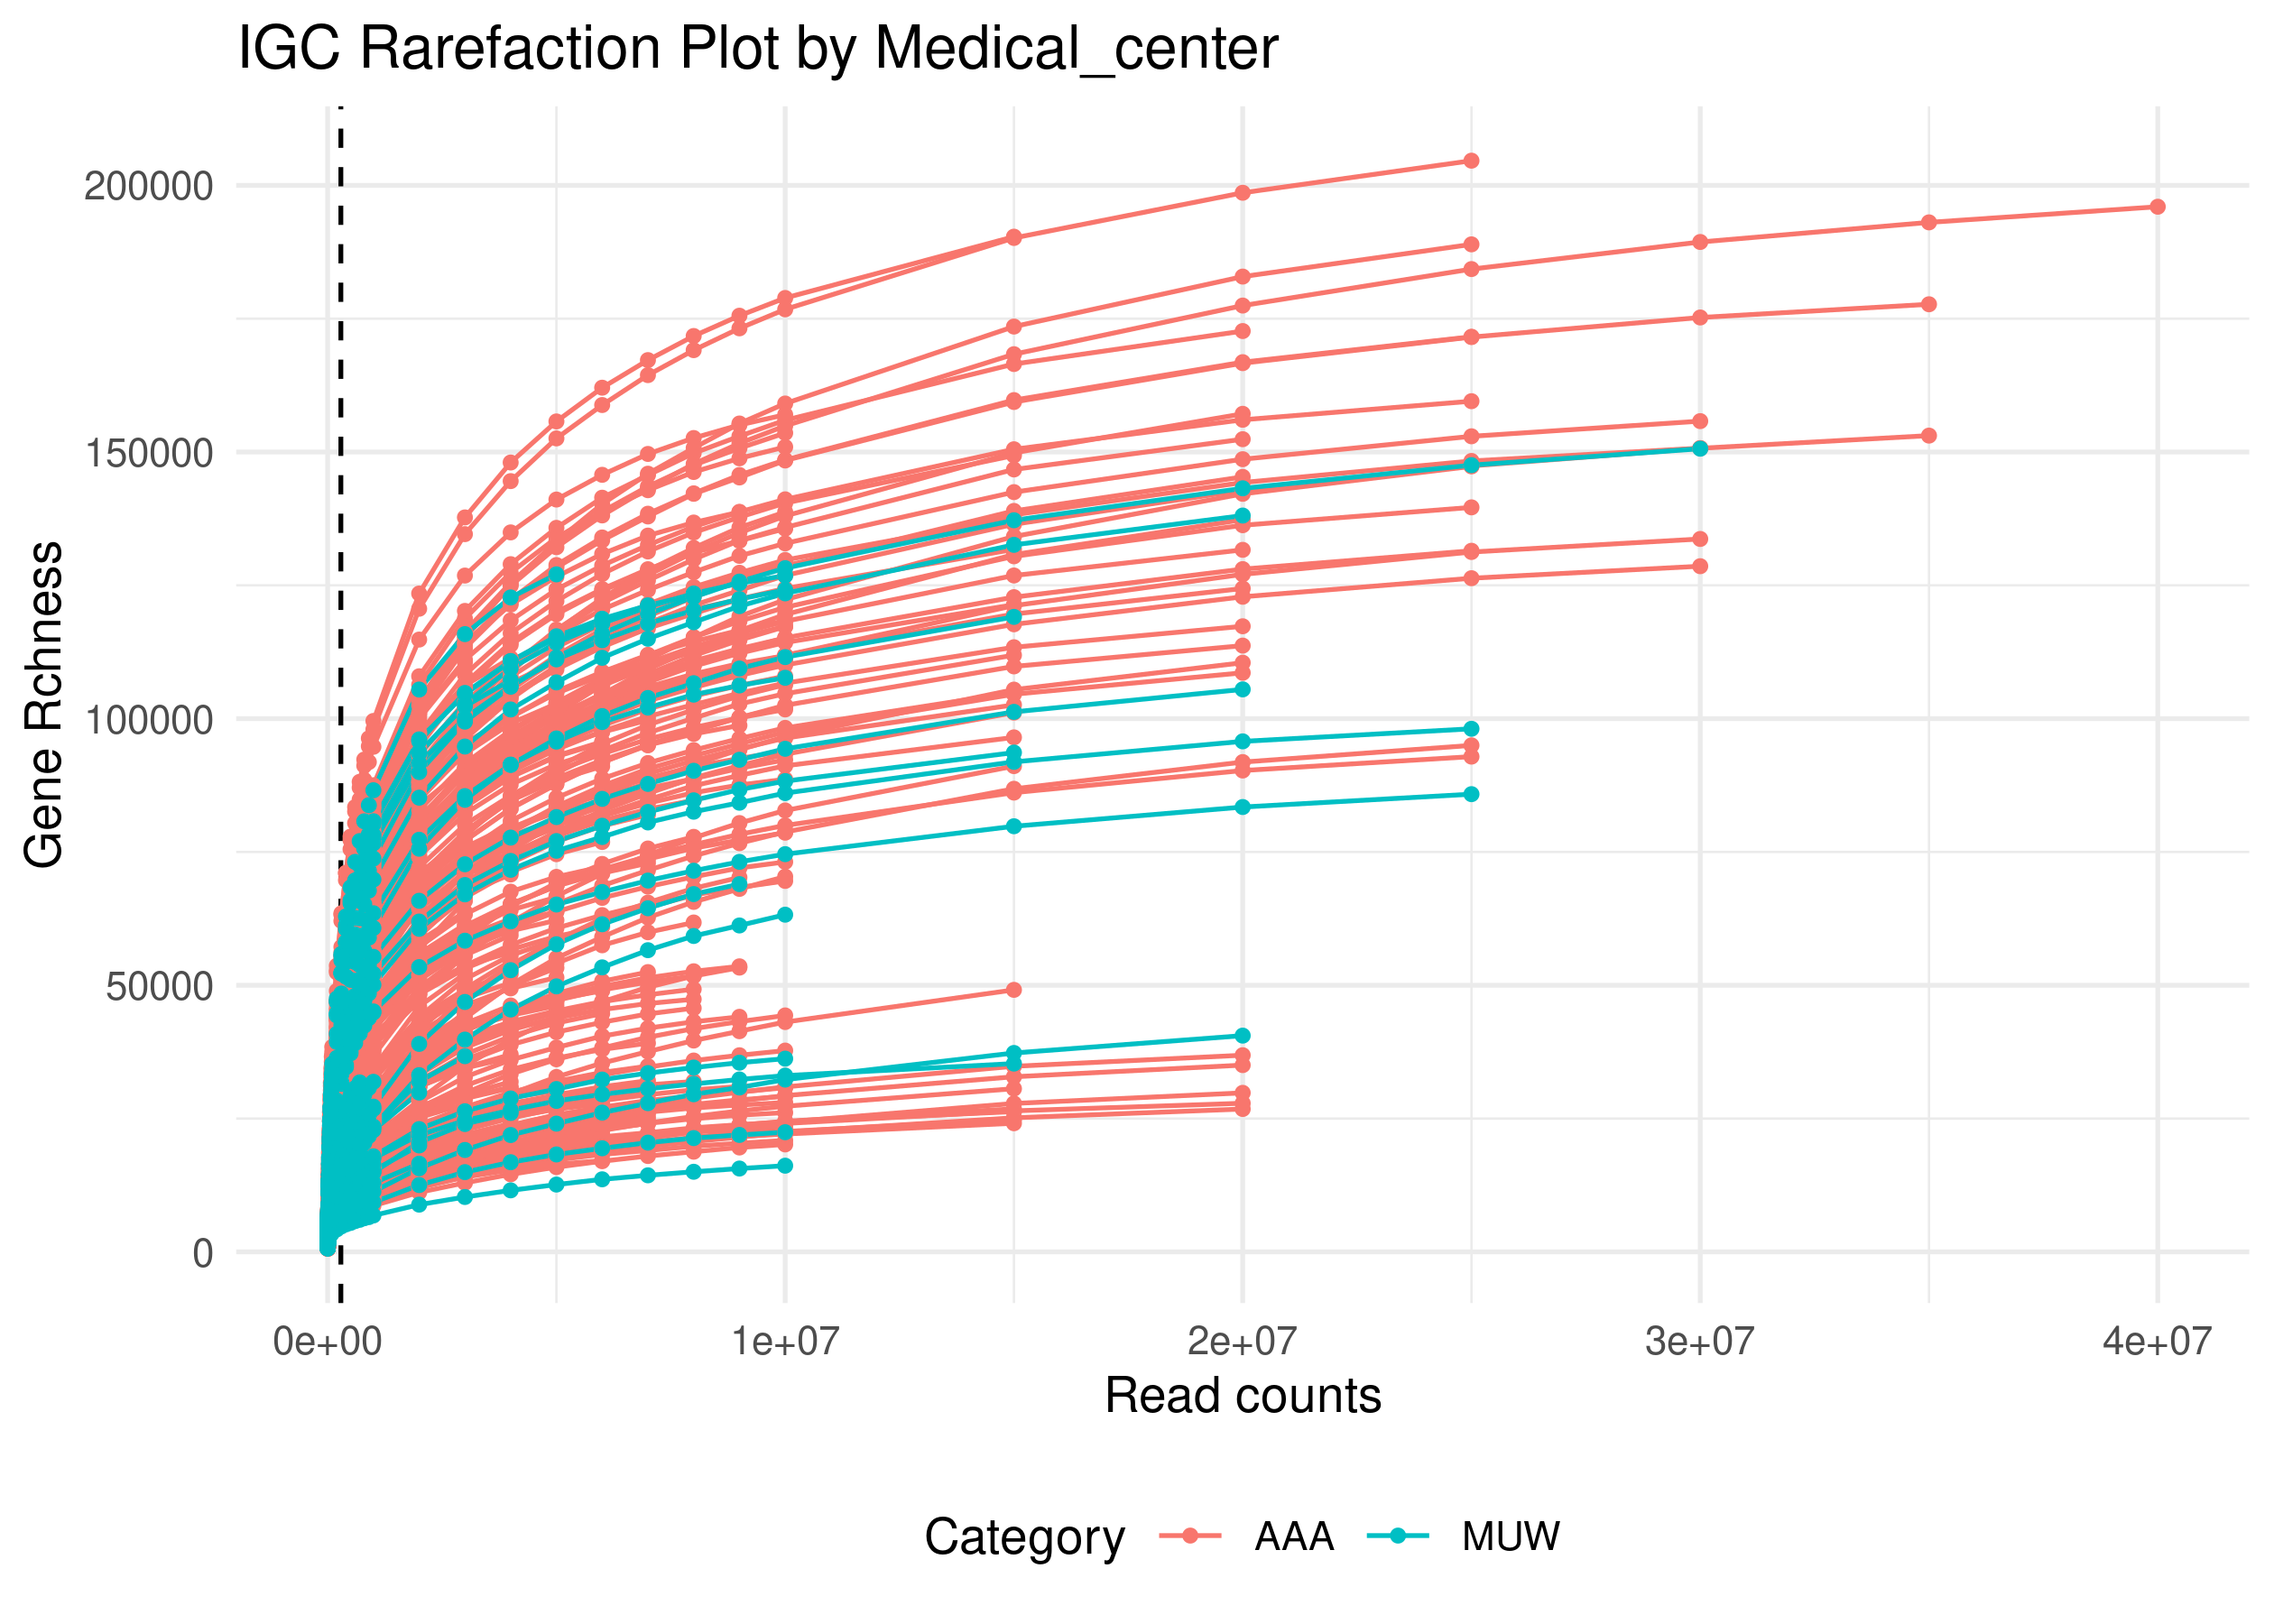 IGC Rarefaction Plot by Medical_center
Gene Rchness
200000
150000
100000
50000
0
0e+00 1e+07 2e+07 3e+07 4e+07
Read counts
Category AAA MUW